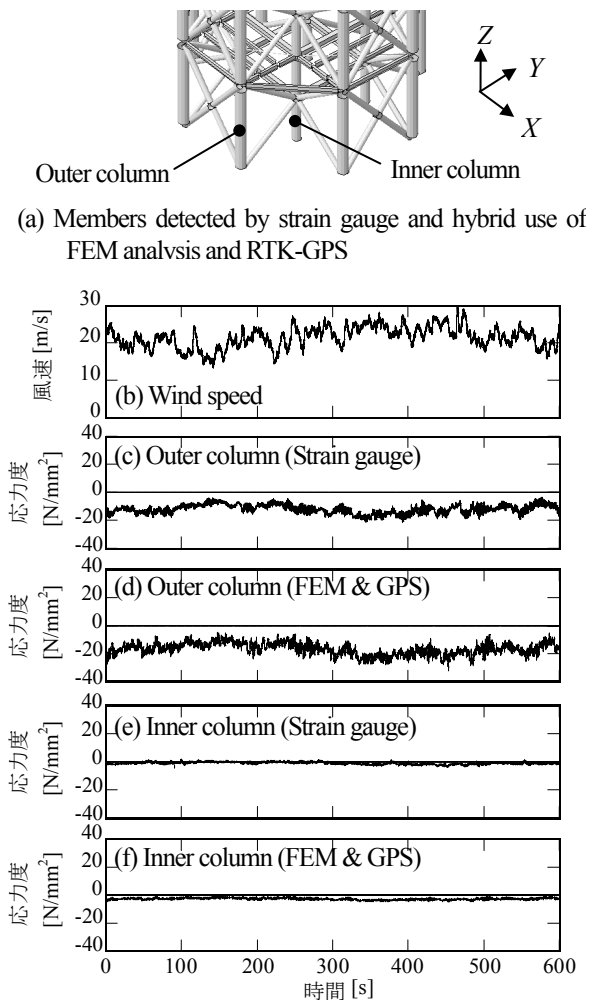 Z
Y
X
Outer column
Inner column
(a) Members detected by strain gauge and hybrid use of
FEM analysis and RTK-GPS
30
20
10
0
風速 [m/s]
(b) Wind speed
40
20
0
-20
-40
応力度
[N/mm²]
(c) Outer column (Strain gauge)
40
20
0
-20
-40
応力度
[N/mm²]
(d) Outer column (FEM & GPS)
40
20
0
-20
-40
応力度
[N/mm²]
(e) Inner column (Strain gauge)
40
20
0
-20
-40
応力度
[N/mm²]
(f) Inner column (FEM & GPS)
0 100 200 300 400 500 600
時間 [s]